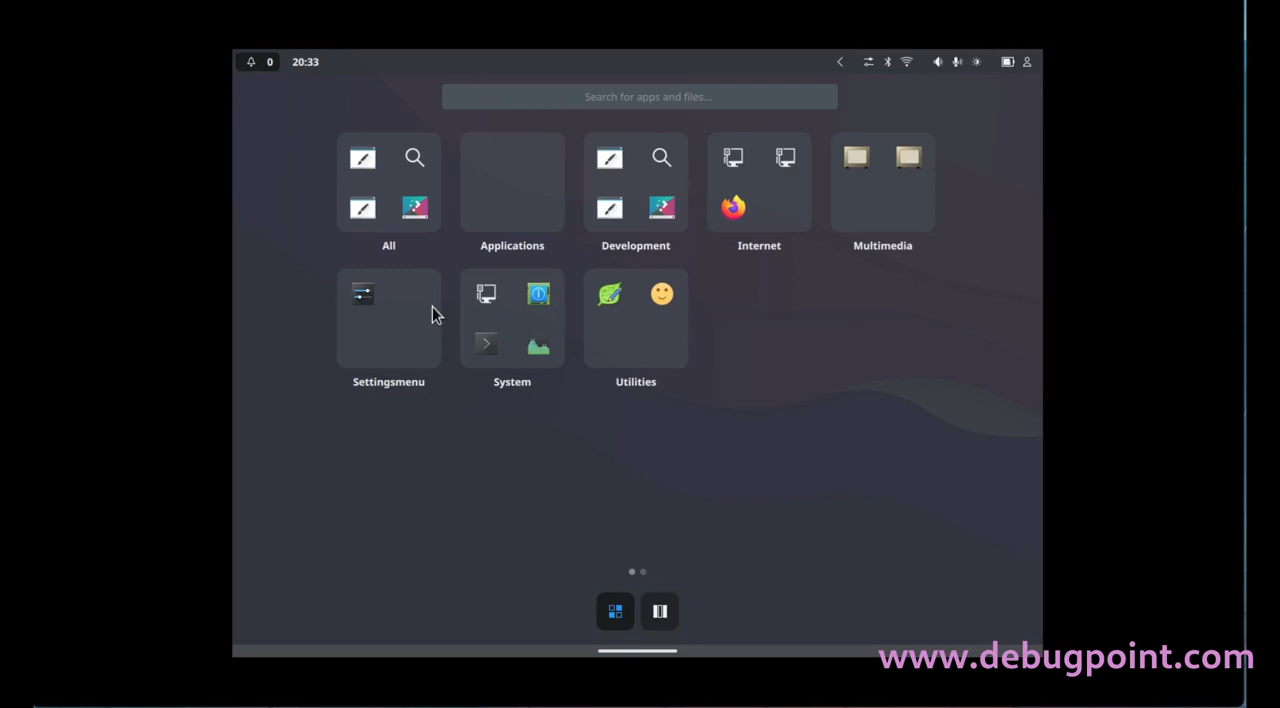 0 20:33
Search for apps and files...
All Applications Development Internet Multimedia
Settingsmenu System Utilities
www.debugpoint.com